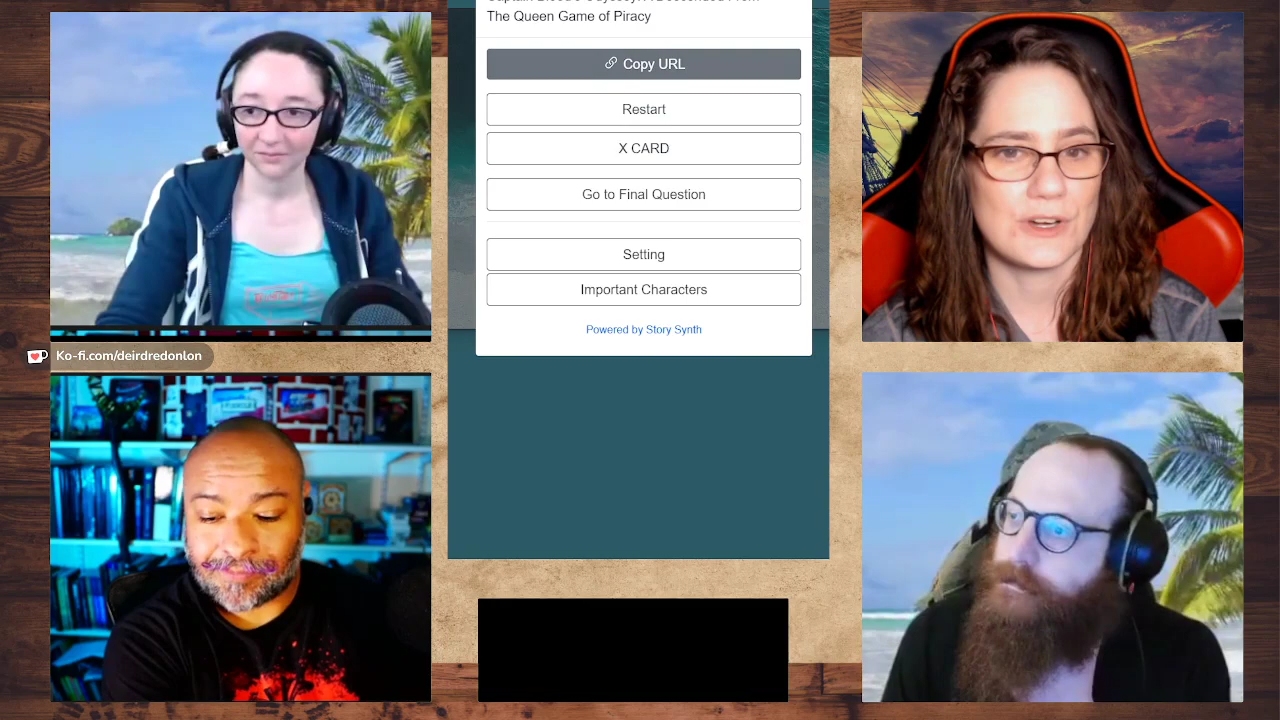 The Queen Game of Piracy
Copy URL
Restart
X CARD
Go to Final Question
Setting
Important Characters
Powered by Story Synth
Ko-fi.com/deirdredonlon